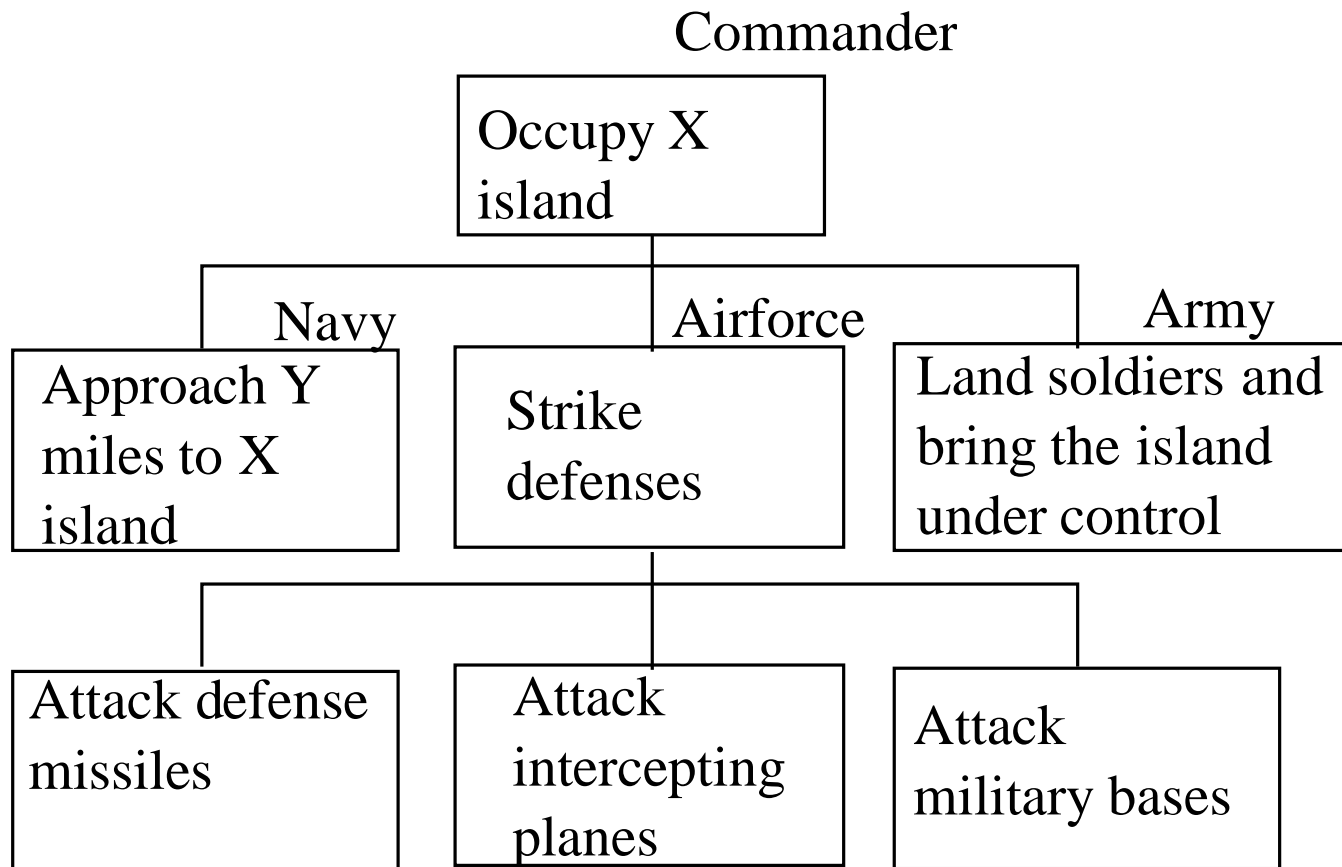 Commander
Occupy X
island
Navy
Airforce
Army
Approach Y
miles to X
island
Strike
defenses
Land soldiers and
bring the island
under control
Attack defense
missiles
Attack
intercepting
planes
Attack
military bases